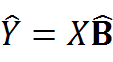 Ŷ = XB̂